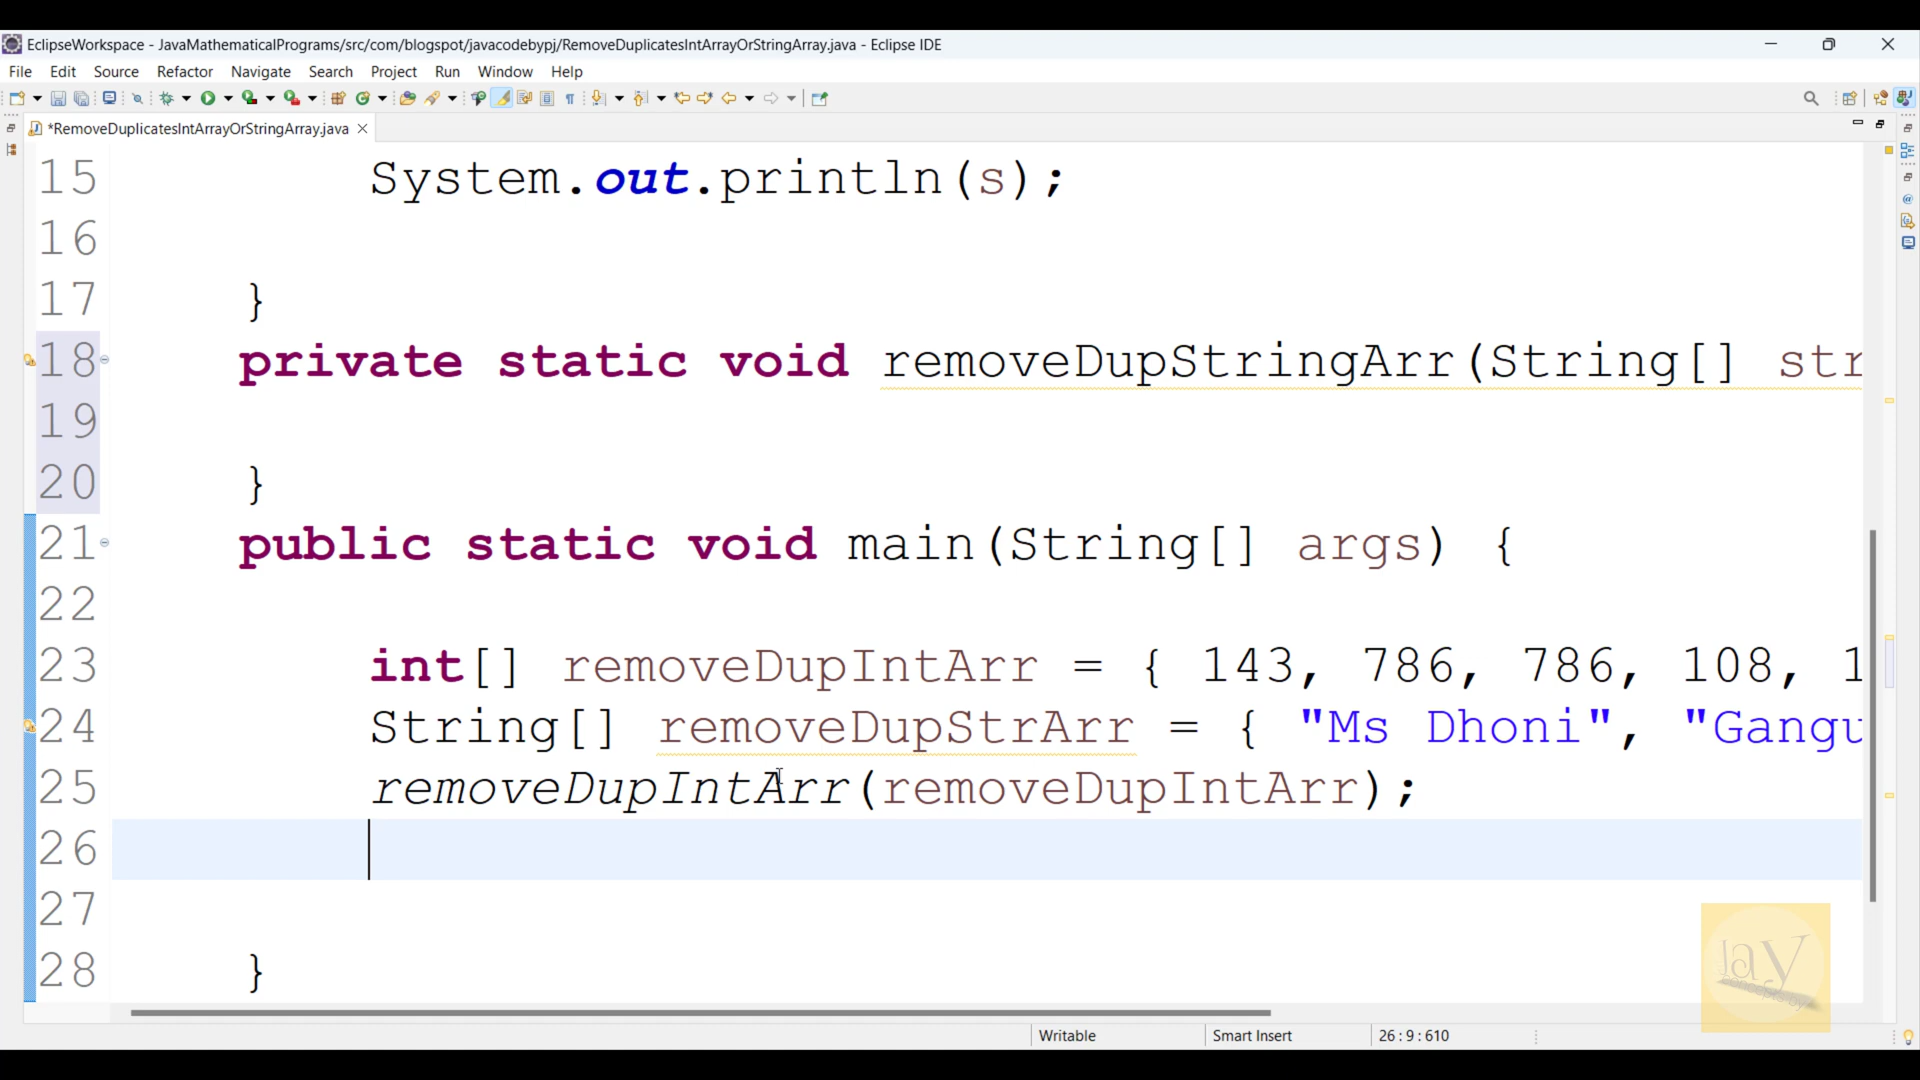 EclipseWorkspace - JavaMathematicalPrograms/src/com/blogspot/javacodebypj/RemoveDuplicatesIntArrayOrStringArray.java - Eclipse IDE
File Edit Source Refactor Navigate Search Project Run Window Help
*RemoveDuplicatesIntArrayOrStringArray.java
15 System.out.println(s);
16
17 }
18 private static void removeDupStringArr(String[] str
19
20 }
21 public static void main(String[] args) {
22
23 int[] removeDupIntArr = { 143, 786, 786, 108, 1
24 String[] removeDupStrArr = { "Ms Dhoni", "Gangu
25 removeDupIntArr(removeDupIntArr);
26
27
28 }
Jay
concepts by
Writable Smart Insert 26 : 9 : 610